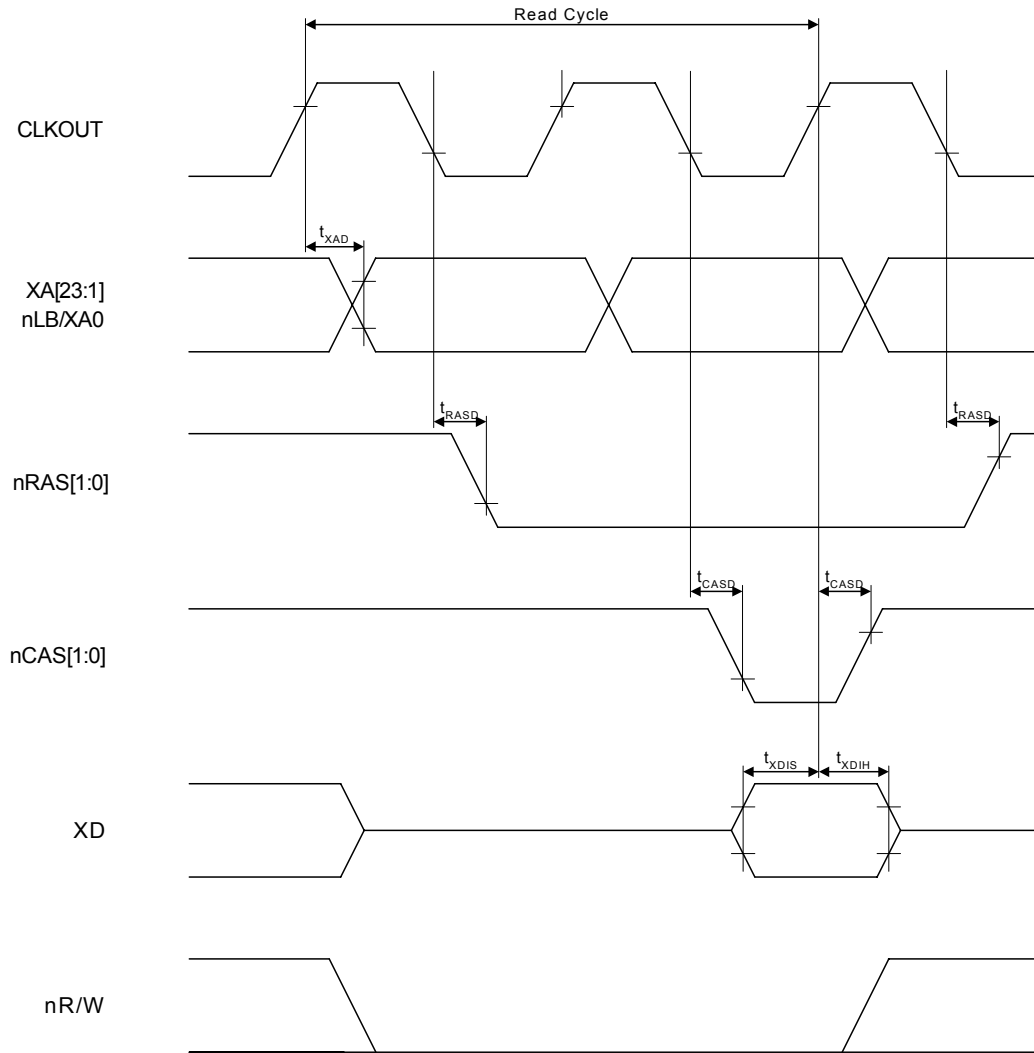 Read Cycle
CLKOUT
tXAD
XA[23:1]
nLB/XA0
tRASD
tRASD
nRAS[1:0]
tCASD
tCASD
nCAS[1:0]
tXDIS
tXDIH
XD
nR/W